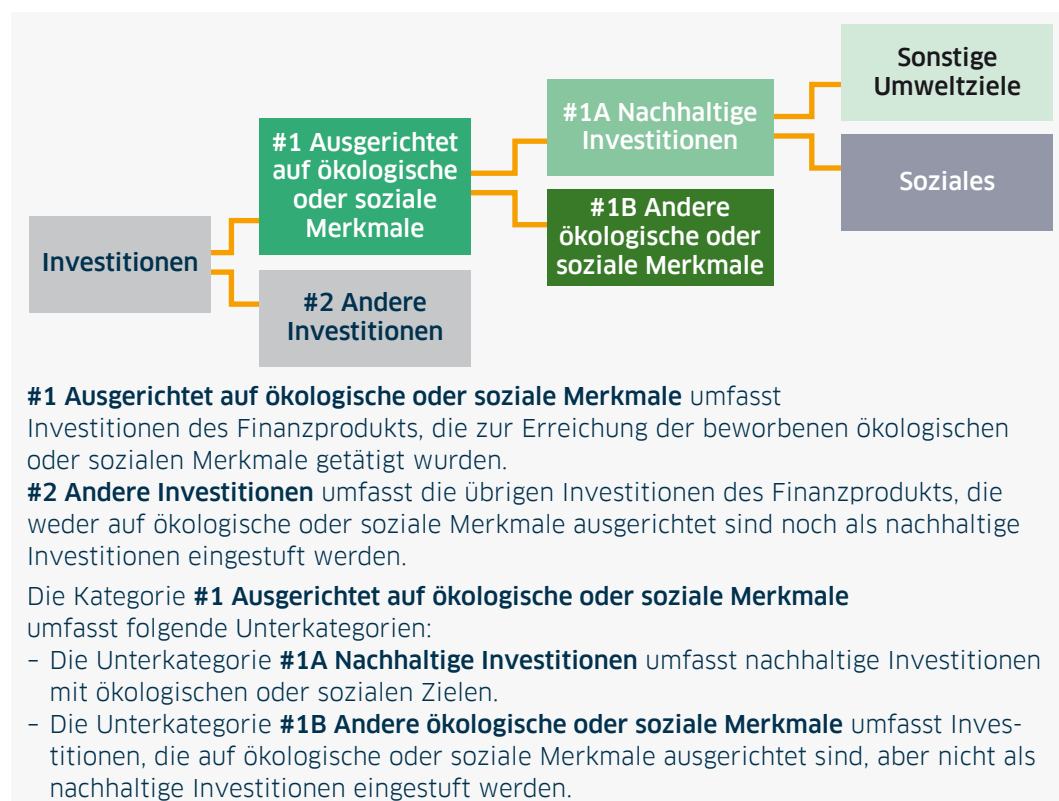 Sonstige
Umweltziele
#1A Nachhaltige
Investitionen
#1 Ausgerichtet
auf ökologische
oder soziale
Merkmale
Soziales
#1B Andere
ökologische oder
soziale Merkmale
Investitionen
#2 Andere
Investitionen
#1 Ausgerichtet auf ökologische oder soziale Merkmale umfasst
Investitionen des Finanzprodukts, die zur Erreichung der beworbenen ökologischen
oder sozialen Merkmale getätigt wurden.
#2 Andere Investitionen umfasst die übrigen Investitionen des Finanzprodukts, die
weder auf ökologische oder soziale Merkmale ausgerichtet sind noch als nachhaltige
Investitionen eingestuft werden.
Die Kategorie #1 Ausgerichtet auf ökologische oder soziale Merkmale
umfasst folgende Unterkategorien:
– Die Unterkategorie #1A Nachhaltige Investitionen umfasst nachhaltige Investitionen
mit ökologischen oder sozialen Zielen.
– Die Unterkategorie #1B Andere ökologische oder soziale Merkmale umfasst Inves-
titionen, die auf ökologische oder soziale Merkmale ausgerichtet sind, aber nicht als
nachhaltige Investitionen eingestuft werden.